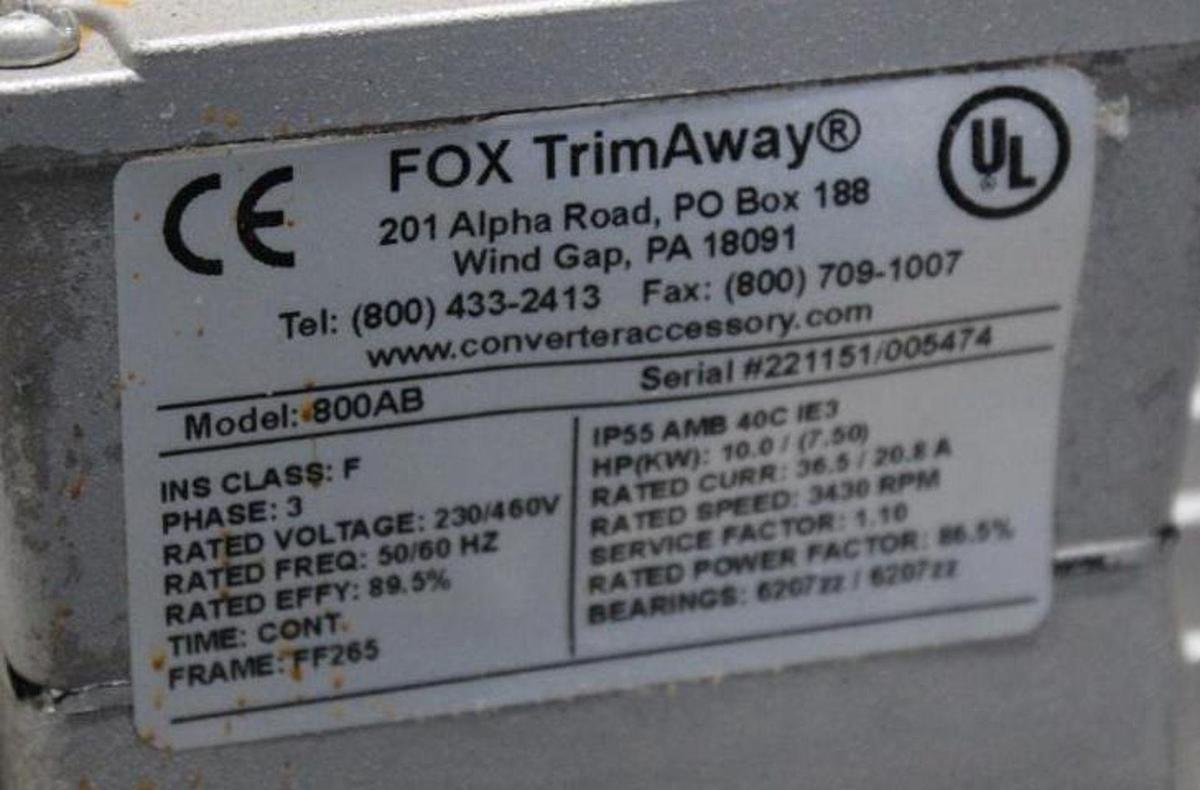 CE
FOX TrimAway®
UL
®
201 Alpha Road, PO Box 188
Wind Gap, PA 18091
Tel: (800) 433-2413 Fax: (800) 709-1007
www.converteraccessory.com
Model: 800AB Serial #221151/005474
INS CLASS: F
PHASE: 3
RATED VOLTAGE: 230/460V
RATED FREQ: 50/60 HZ
RATED EFFY: 89.5%
TIME: CONT.
FRAME: FF265
IP55 AMB 40C IE3
HP(KW): 10.0 / (7.50)
RATED CURR: 36.5 / 20.8 A
RATED SPEED: 3430 RPM
SERVICE FACTOR: 1.10
RATED POWER FACTOR: 86.5%
BEARINGS: 6207zz / 6207zz